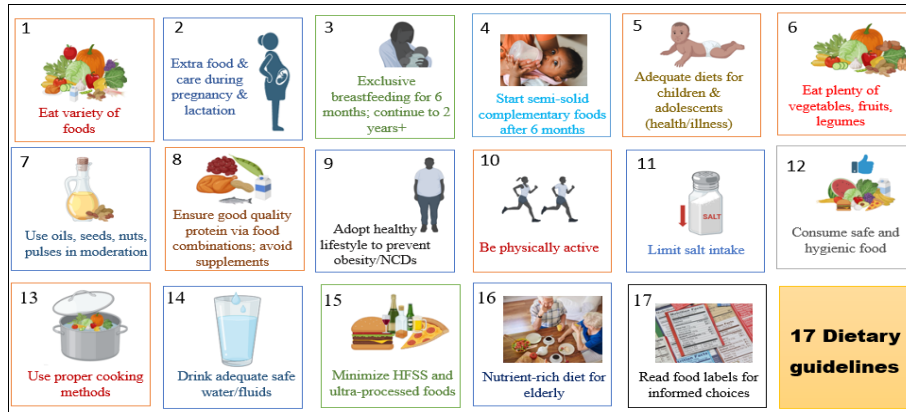 1
Eat variety of
foods
2
Extra food &
care during
pregnancy &
lactation
3
Exclusive
breastfeeding for 6
months; continue to 2
years+
4
Start semi-solid
complementary foods
after 6 months
5
Adequate diets for
children &
adolescents
(health/illness)
6
Eat plenty of
vegetables, fruits,
legumes
7
Use oils, seeds, nuts,
pulses in moderation
8
Ensure good quality
protein via food
combinations; avoid
supplements
9
Adopt healthy
lifestyle to prevent
obesity/NCDs
10
Be physically active
11
SALT
Limit salt intake
12
Consume safe and
hygienic food
13
Use proper cooking
methods
14
Drink adequate safe
water/fluids
15
Minimize HFSS and
ultra-processed foods
16
Nutrient-rich diet for
elderly
17
Read food labels for
informed choices
17 Dietary
guidelines